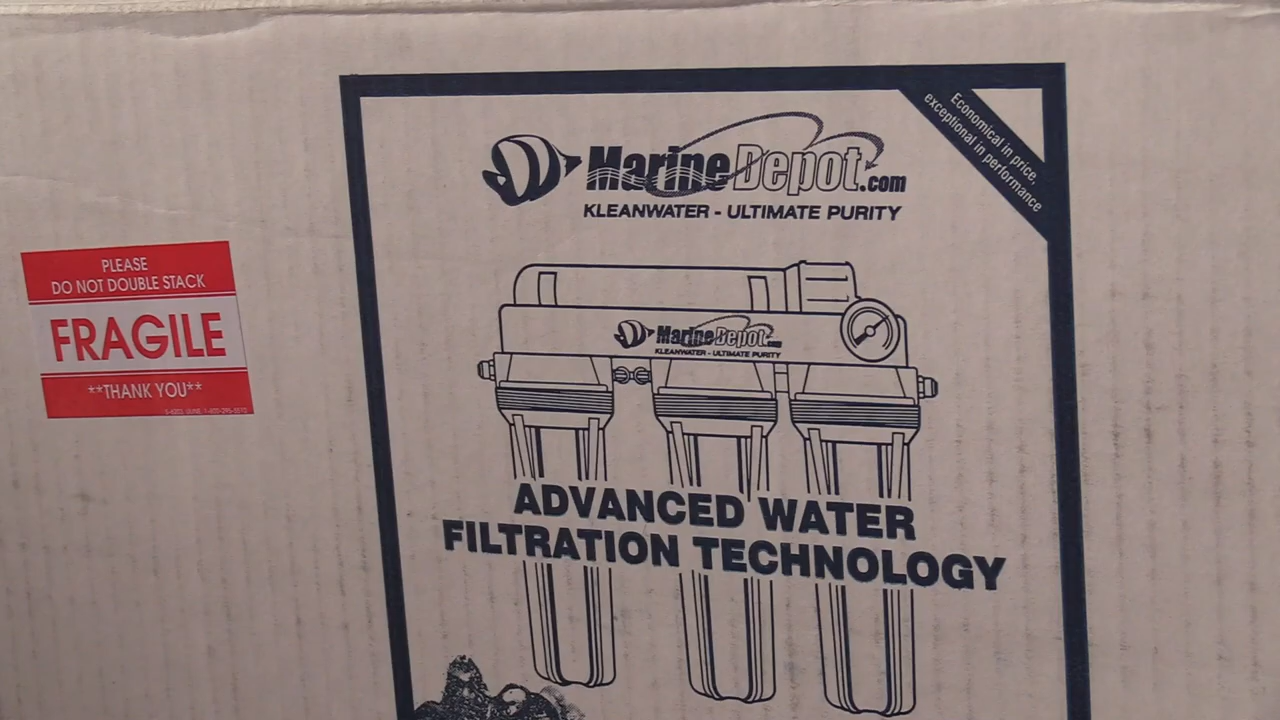 Economical in price,
exceptional in performance
MarineDepot.com
KLEANWATER - ULTIMATE PURITY
PLEASE
DO NOT DOUBLE STACK
FRAGILE
**THANK YOU**
MarineDepot.com
KLEANWATER - ULTIMATE PURITY
ADVANCED WATER
FILTRATION TECHNOLOGY